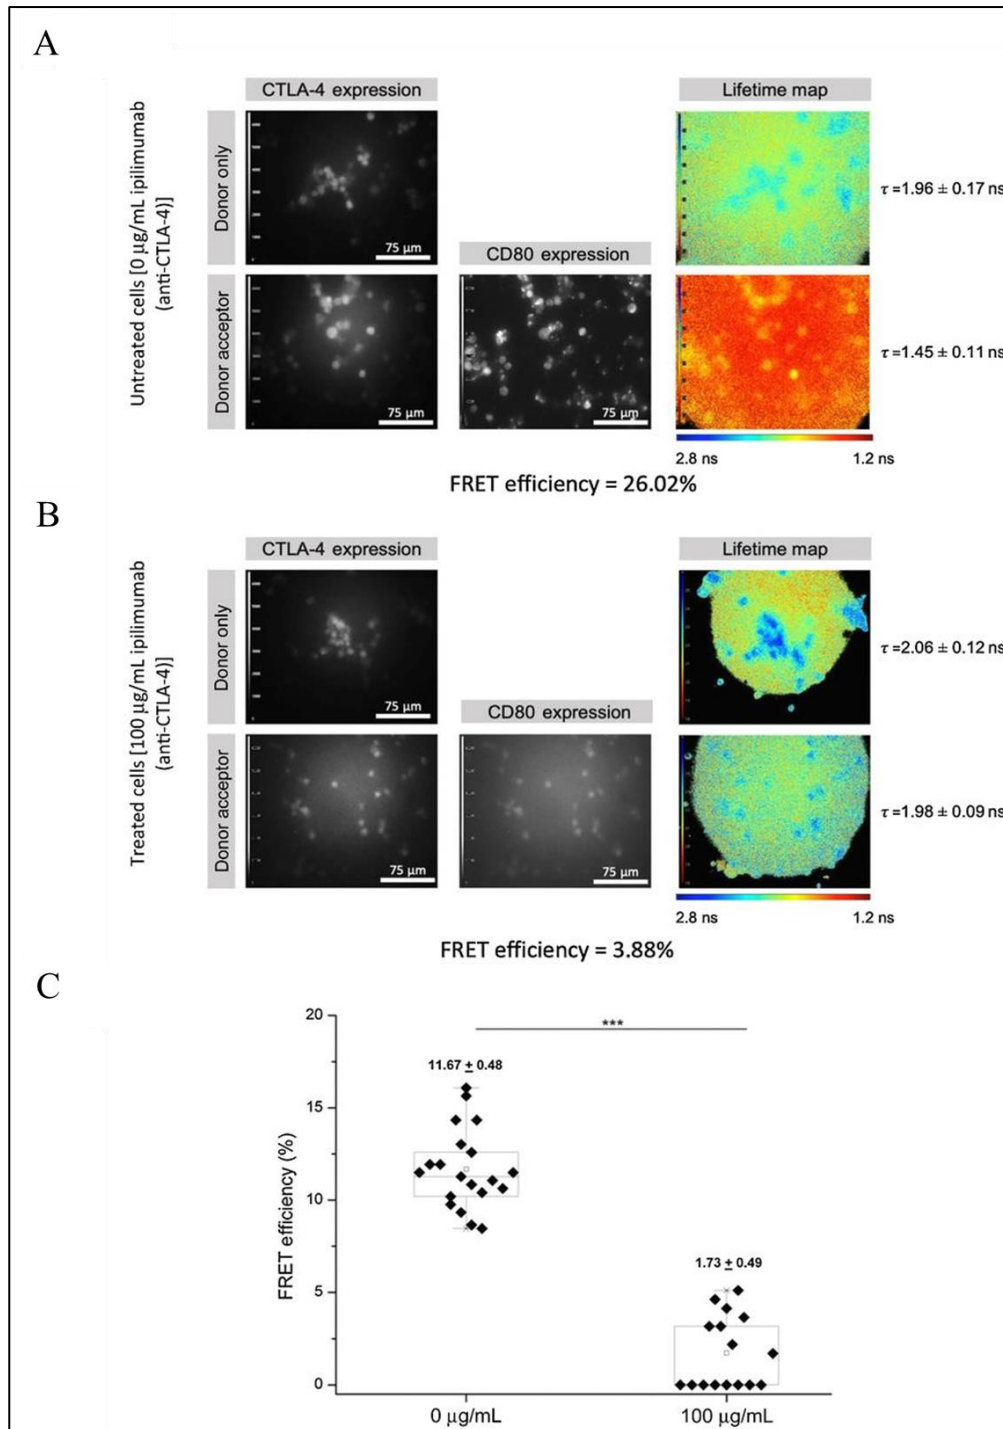 A
CTLA-4 expression
Lifetime map
Untreated cells [0 µg/mL ipilimumab
(anti-CTLA-4)]
Donor only
75 µm
τ=1.96 ± 0.17 ns
CD80 expression
Donor acceptor
75 µm
75 µm
τ=1.45 ± 0.11 ns
2.8 ns
1.2 ns
FRET efficiency = 26.02%
B
CTLA-4 expression
Lifetime map
Treated cells [100 µg/mL ipilimumab
(anti-CTLA-4)]
Donor only
75 µm
τ=2.06 ± 0.12 ns
CD80 expression
Donor acceptor
75 µm
75 µm
τ=1.98 ± 0.09 ns
2.8 ns
1.2 ns
FRET efficiency = 3.88%
C
FRET efficiency (%)
20
15
10
5
0
***
11.67 ± 0.48
1.73 ± 0.49
0 µg/mL
100 µg/mL